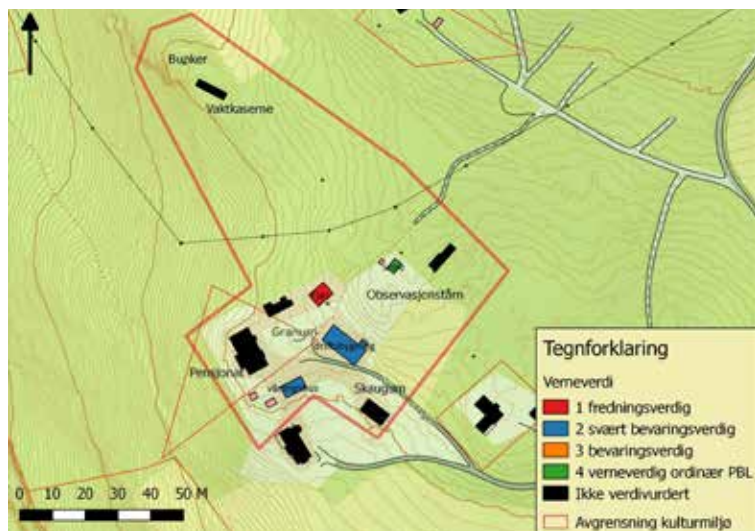 Bunker
Vaktkaserne
Observasjonstårn
Granum
Pensjonat
Skaugum
0 10 20 30 40 50 M
Tegnforklaring
Verneverdi
1 fredningsverdig
2 svært bevaringsverdig
3 bevaringsverdig
4 verneverdig ordinær PBL
Ikke verdivurdert
Avgrensning kulturmiljø